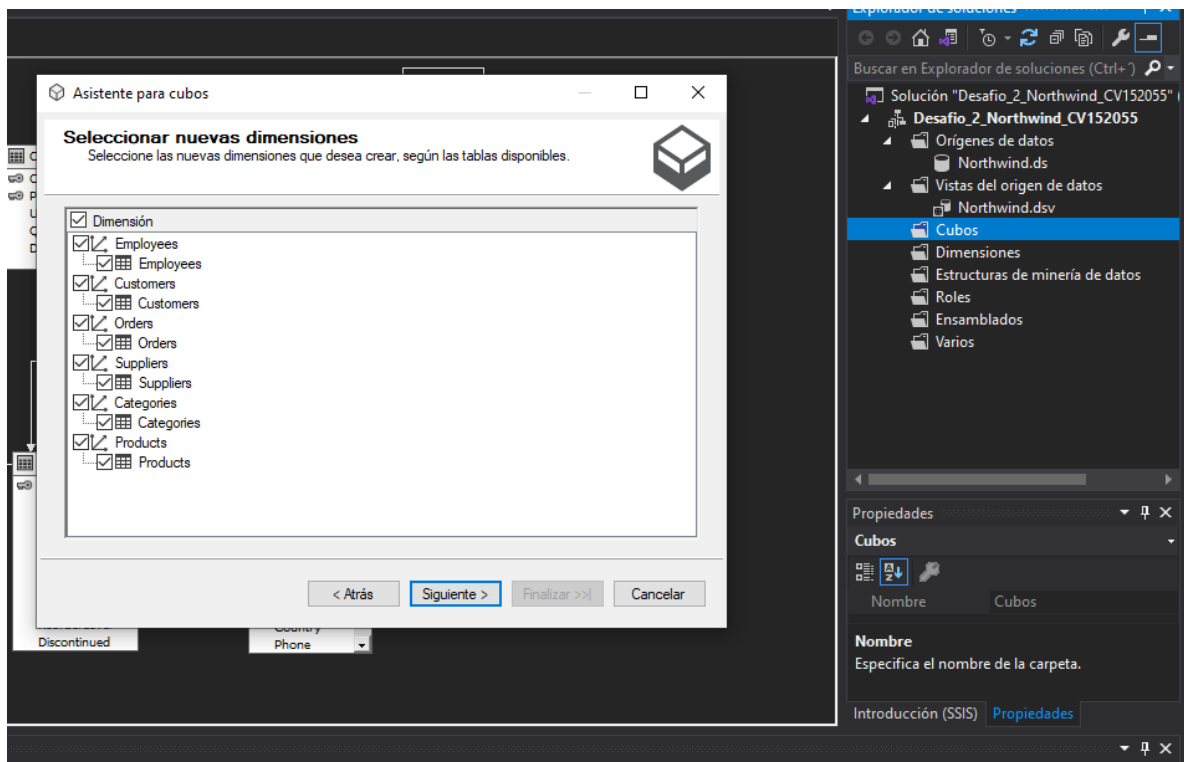 Explorador de soluciones
Buscar en Explorador de soluciones (Ctrl+´)
Solución "Desafio_2_Northwind_CV152055"
Desafio_2_Northwind_CV152055
Orígenes de datos
Northwind.ds
Vistas del origen de datos
Northwind.dsv
Cubos
Dimensiones
Estructuras de minería de datos
Roles
Ensamblados
Varios
Asistente para cubos
Seleccionar nuevas dimensiones
Seleccione las nuevas dimensiones que desea crear, según las tablas disponibles.
Dimensión
Employees
Employees
Customers
Customers
Orders
Orders
Suppliers
Suppliers
Categories
Categories
Products
Products
< Atrás
Siguiente >
Finalizar >>|
Cancelar
Discontinued
Country
Phone
Propiedades
Cubos
Nombre
Cubos
Nombre
Especifica el nombre de la carpeta.
Introducción (SSIS)
Propiedades